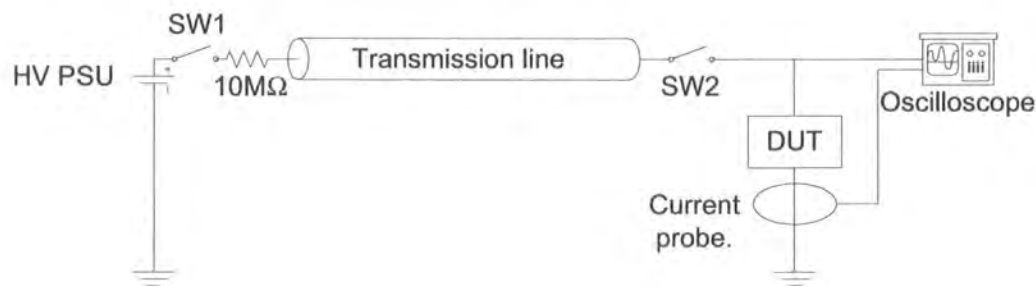 SW1
HV PSU
10MΩ
Transmission line
SW2
Oscilloscope
DUT
Current
probe.